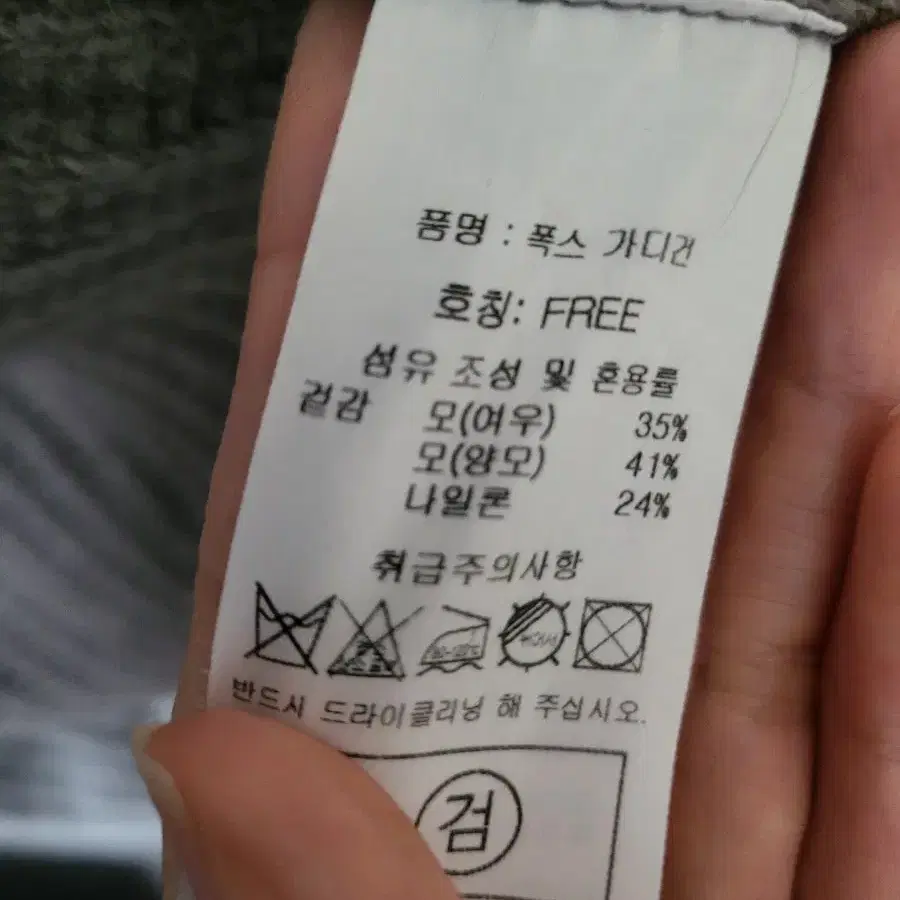 품명 : 폭스 가디건
호칭: FREE
섬유 조성 및 혼용률
겉감 모(여우) 35%
모(양모) 41%
나일론 24%
취급주의사항
반드시 드라이클리닝 해 주십시오.
검